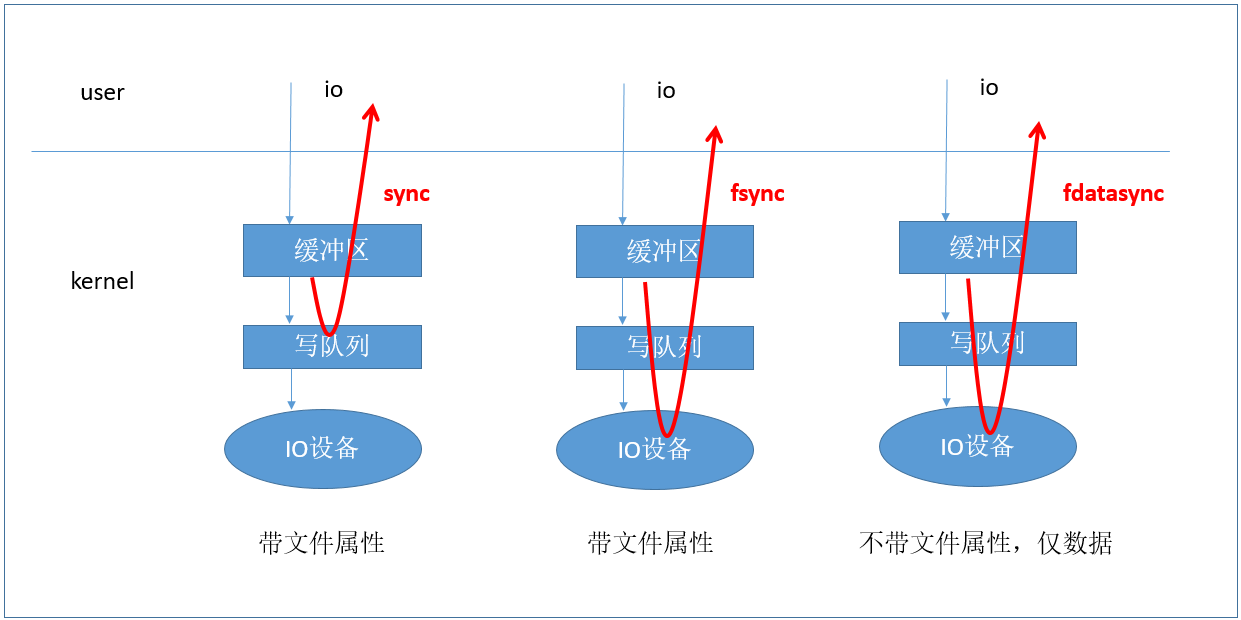 user
io
io
io
sync
fsync
fdatasync
kernel
缓冲区
缓冲区
缓冲区
写队列
写队列
写队列
IO设备
IO设备
IO设备
带文件属性
带文件属性
不带文件属性，仅数据